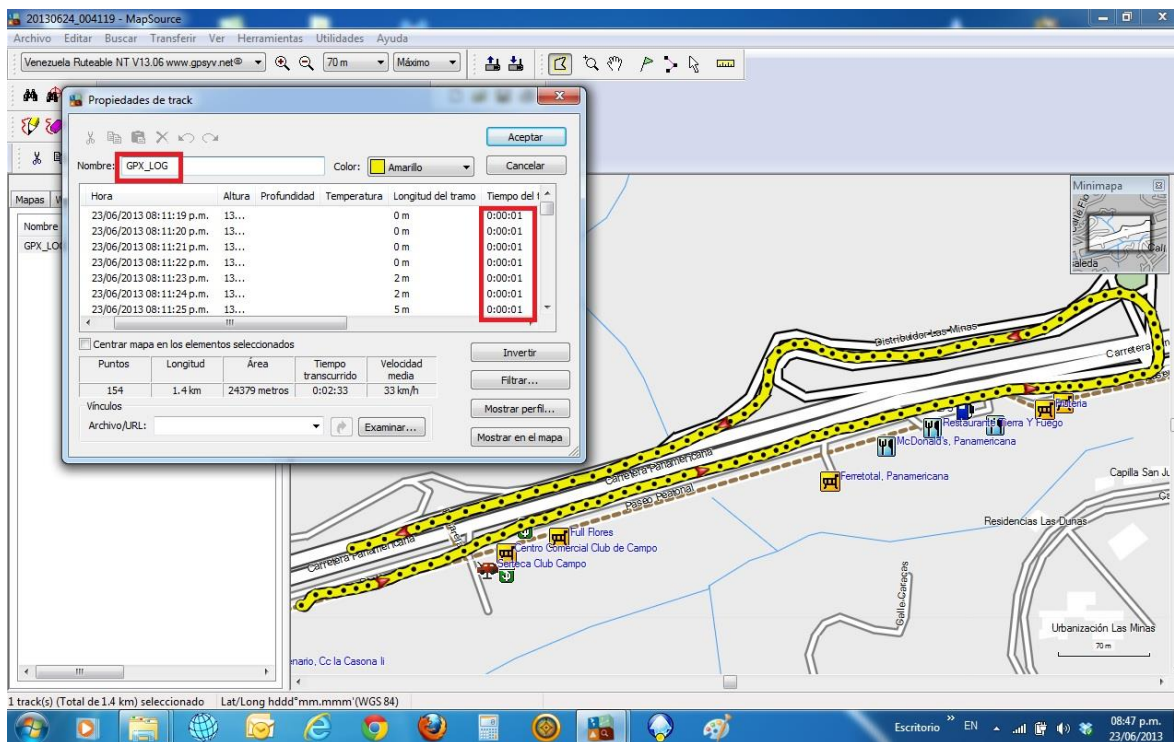 20130624_004119 - MapSource
Archivo Editar Buscar Transferir Ver Herramientas Utilidades Ayuda
Venezuela Ruteable NT V13.06 www.gpsyv.net® 70 m Máximo
Propiedades de track
Aceptar
Nombre: GPX_LOG Color: Amarillo Cancelar
Hora Altura Profundidad Temperatura Longitud del tramo Tiempo del
23/06/2013 08:11:19 p.m. 13... 0 m 0:00:01
23/06/2013 08:11:20 p.m. 13... 0 m 0:00:01
23/06/2013 08:11:21 p.m. 13... 0 m 0:00:01
23/06/2013 08:11:22 p.m. 13... 0 m 0:00:01
23/06/2013 08:11:23 p.m. 13... 2 m 0:00:01
23/06/2013 08:11:24 p.m. 13... 2 m 0:00:01
23/06/2013 08:11:25 p.m. 13... 5 m 0:00:01
Centrar mapa en los elementos seleccionados
Puntos Longitud Área Tiempo transcurrido Velocidad media
154 1.4 km 24379 metros 0:02:33 33 km/h
Vínculos
Archivo/URL: Examinar...
Invertir
Filtrar...
Mostrar perfil...
Mostrar en el mapa
Mapas
Nombre
GPX_LO
Minimapa
Distribuidor Las Minas
Carretera
Restaurante Tierra Y Fuego
McDonald's, Panamericana
Carretera Panamericana
Paseo Peatonal
Ferretotal, Panamericana
Capilla San Ju
Residencias Las Dunas
Full Flores
Centro Comercial Club de Campo
Carretera Panamericana
Serteca Club Campo
Calle Caracas
Urbanización Las Minas
70 m
enario, Cc la Casona Ii
1 track(s) (Total de 1.4 km) seleccionado Lat/Long hddd°mm.mmm'(WGS 84)
Escritorio » EN 08:47 p.m.
23/06/2013